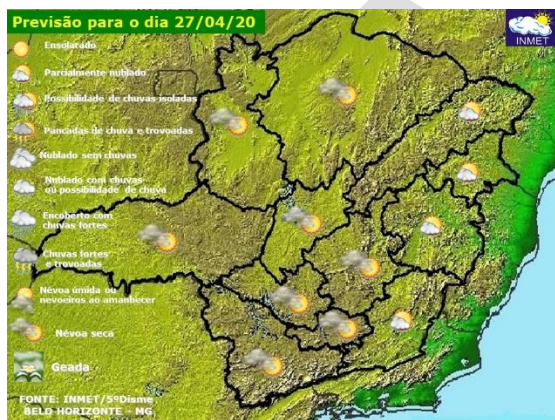 Previsão para o dia 27/04/20
INMET
Ensolarado
Parcialmente nublado
Possibilidade de chuvas isoladas
Pancadas de chuva e trovoadas
Nublado sem chuvas
Nublado com chuvas
ou possibilidade de chuva
Encoberto com
chuvas fortes
Chuvas fortes
e trovoadas
Névoa úmida ou
nevoeiros ao amanhecer
Névoa seca
Geada
FONTE: INMET/5ºDisme
BELO HORIZONTE - MG